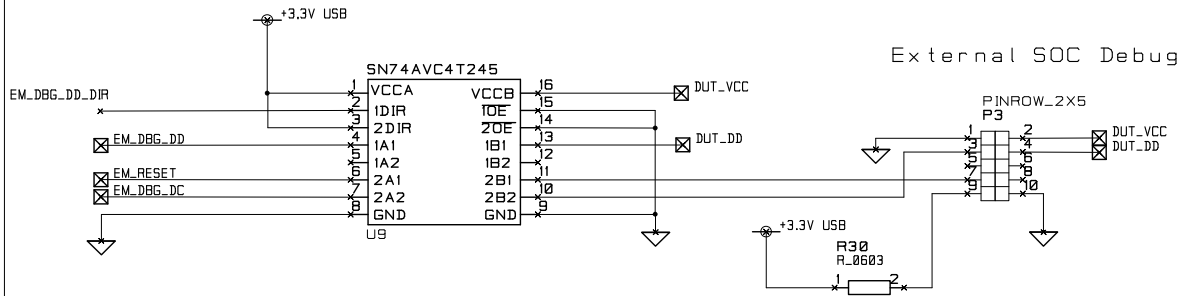 +3.3V USB
External SOC Debug
SN74AVC4T245
1 VCCA VCCB 16 DUT_VCC
EM_DBG_DD_DIR 2 1DIR 1OE 15
3 2DIR 2OE 14
EM_DBG_DD 4 1A1 1B1 13 DUT_DD
5 1A2 1B2 12
EM_RESET 6 2A1 2B1 11
EM_DBG_DC 7 2A2 2B2 10
8 GND GND 9
U9
PINROW_2X5
P3
1 2 DUT_VCC
3 4 DUT_DD
5 6
7 8
9 10
+3.3V USB
R30
R_0603
1 2